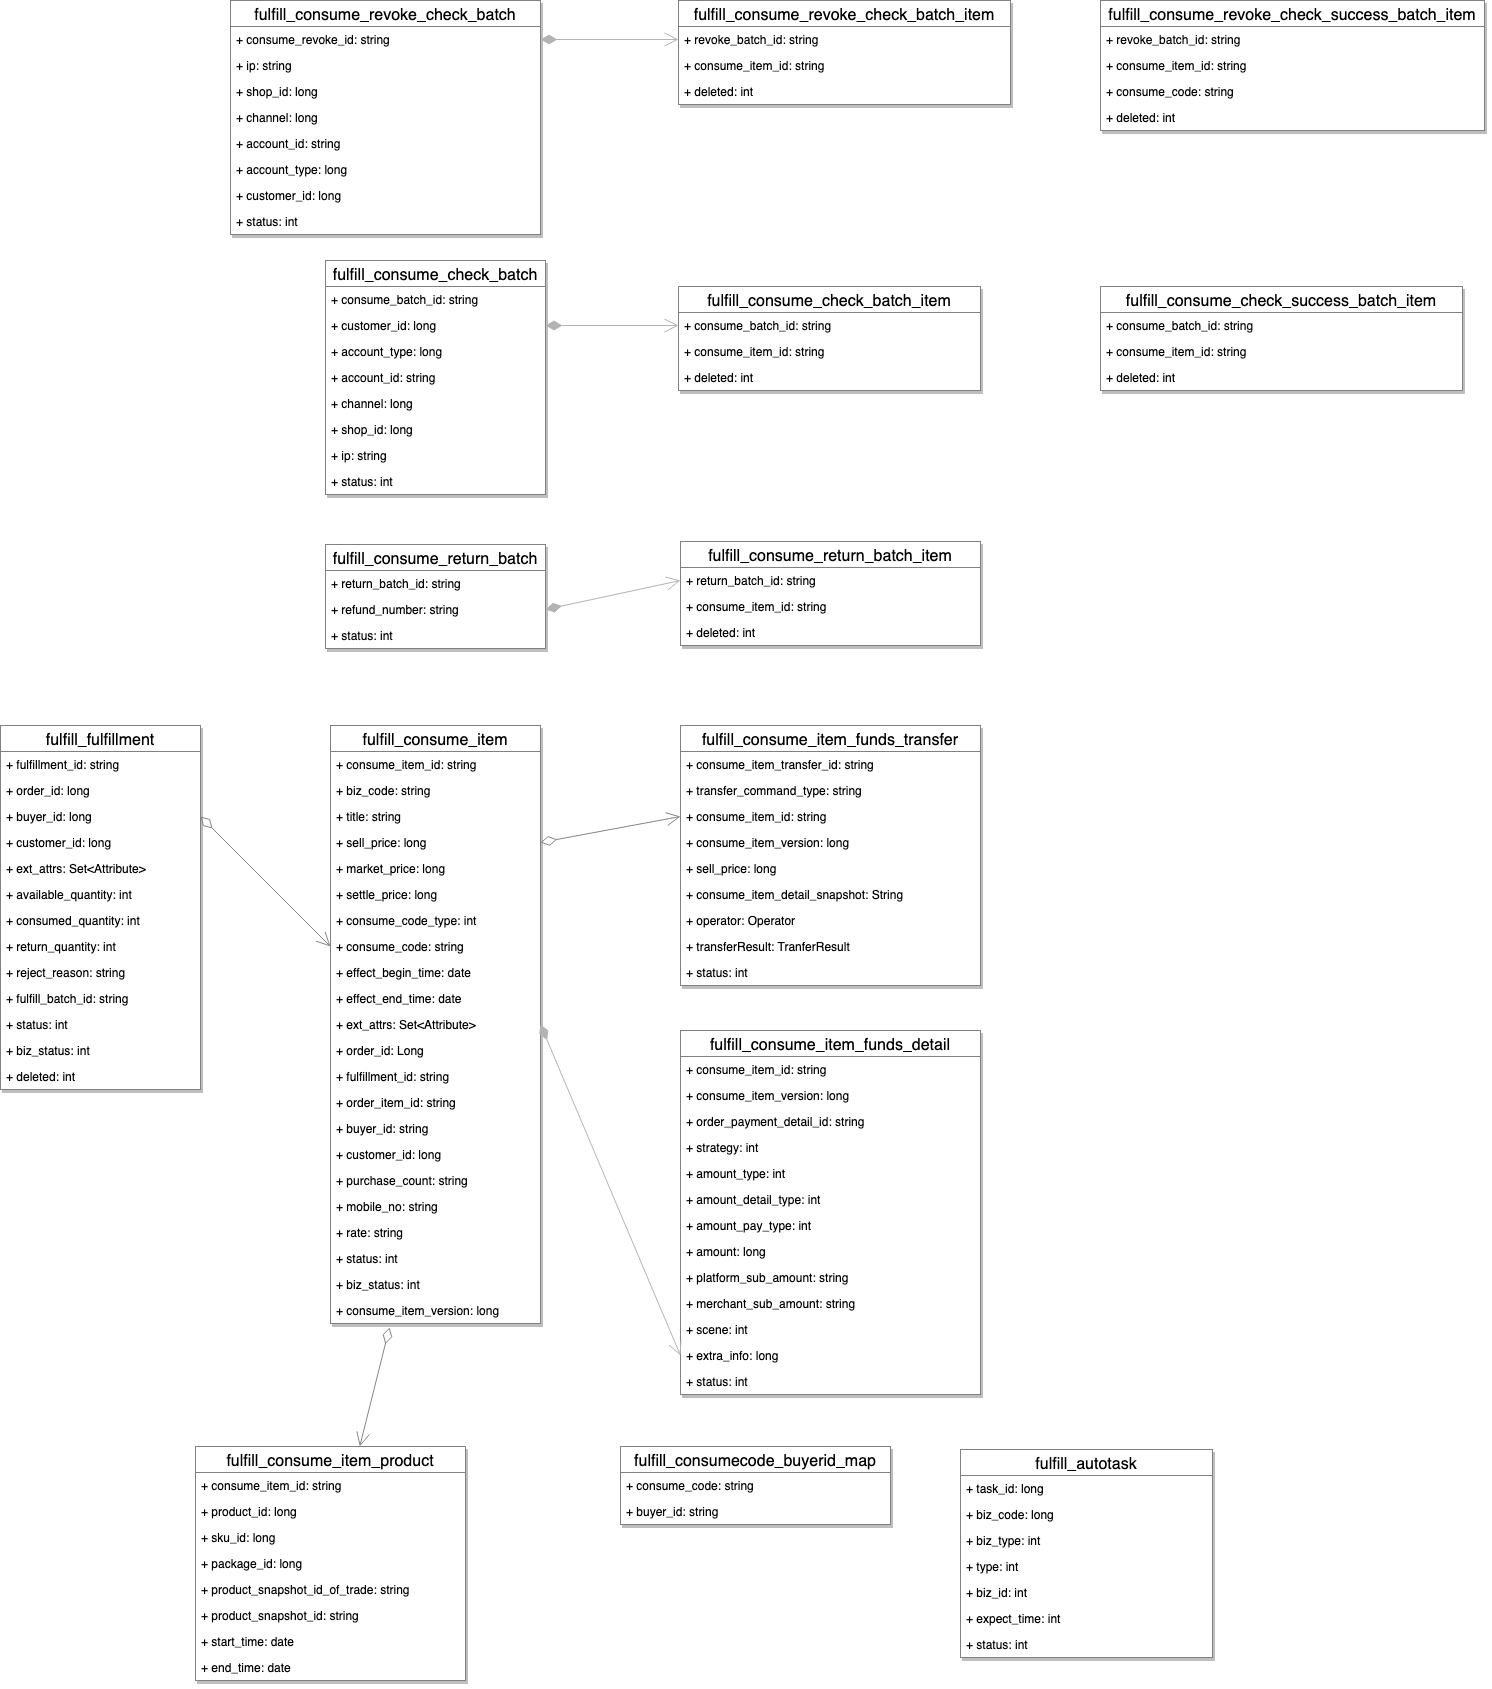 fulfill_consume_revoke_check_batch
+ consume_revoke_id: string
+ ip: string
+ shop_id: long
+ channel: long
+ account_id: string
+ account_type: long
+ customer_id: long
+ status: int
fulfill_consume_revoke_check_batch_item
+ revoke_batch_id: string
+ consume_item_id: string
+ deleted: int
fulfill_consume_revoke_check_success_batch_item
+ revoke_batch_id: string
+ consume_item_id: string
+ consume_code: string
+ deleted: int
fulfill_consume_check_batch
+ consume_batch_id: string
+ customer_id: long
+ account_type: long
+ account_id: string
+ channel: long
+ shop_id: long
+ ip: string
+ status: int
fulfill_consume_check_batch_item
+ consume_batch_id: string
+ consume_item_id: string
+ deleted: int
fulfill_consume_check_success_batch_item
+ consume_batch_id: string
+ consume_item_id: string
+ deleted: int
fulfill_consume_return_batch
+ return_batch_id: string
+ refund_number: string
+ status: int
fulfill_consume_return_batch_item
+ return_batch_id: string
+ consume_item_id: string
+ deleted: int
fulfill_fulfillment
+ fulfillment_id: string
+ order_id: long
+ buyer_id: long
+ customer_id: long
+ ext_attrs: Set<Attribute>
+ available_quantity: int
+ consumed_quantity: int
+ return_quantity: int
+ reject_reason: string
+ fulfill_batch_id: string
+ status: int
+ biz_status: int
+ deleted: int
fulfill_consume_item
+ consume_item_id: string
+ biz_code: string
+ title: string
+ sell_price: long
+ market_price: long
+ settle_price: long
+ consume_code_type: int
+ consume_code: string
+ effect_begin_time: date
+ effect_end_time: date
+ ext_attrs: Set<Attribute>
+ order_id: Long
+ fulfillment_id: string
+ order_item_id: string
+ buyer_id: string
+ customer_id: long
+ purchase_count: string
+ mobile_no: string
+ rate: string
+ status: int
+ biz_status: int
+ consume_item_version: long
fulfill_consume_item_funds_transfer
+ consume_item_transfer_id: string
+ transfer_command_type: string
+ consume_item_id: string
+ consume_item_version: long
+ sell_price: long
+ consume_item_detail_snapshot: String
+ operator: Operator
+ transferResult: TranferResult
+ status: int
fulfill_consume_item_funds_detail
+ consume_item_id: string
+ consume_item_version: long
+ order_payment_detail_id: string
+ strategy: int
+ amount_type: int
+ amount_detail_type: int
+ amount_pay_type: int
+ amount: long
+ platform_sub_amount: string
+ merchant_sub_amount: string
+ scene: int
+ extra_info: long
+ status: int
fulfill_consume_item_product
+ consume_item_id: string
+ product_id: long
+ sku_id: long
+ package_id: long
+ product_snapshot_id_of_trade: string
+ product_snapshot_id: string
+ start_time: date
+ end_time: date
fulfill_consumecode_buyerid_map
+ consume_code: string
+ buyer_id: string
fulfill_autotask
+ task_id: long
+ biz_code: long
+ biz_type: int
+ type: int
+ biz_id: int
+ expect_time: int
+ status: int